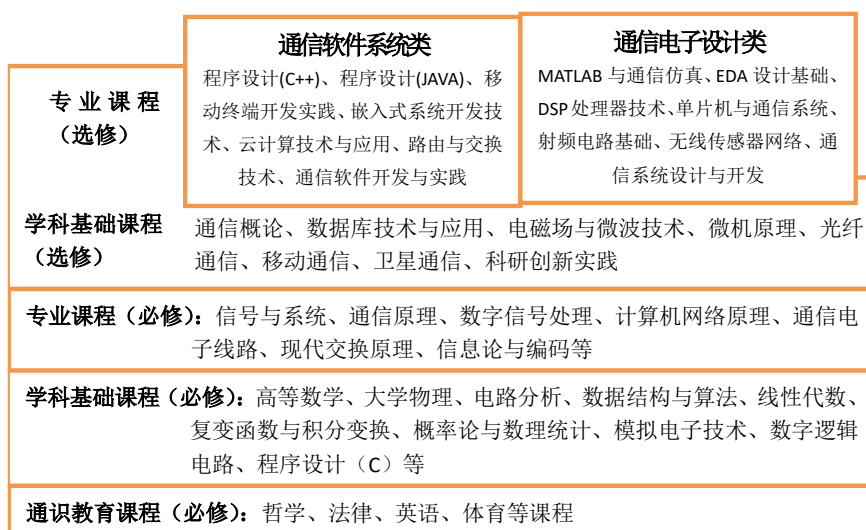 通信软件系统类
程序设计(C++)、程序设计(JAVA)、移
动终端开发实践、嵌入式系统开发技
术、云计算技术与应用、路由与交换
技术、通信软件开发与实践
通信电子设计类
MATLAB 与通信仿真、EDA 设计基础、
DSP 处理器技术、单片机与通信系统、
射频电路基础、无线传感器网络、通
信系统设计与开发
专 业 课 程
（选修）
学科基础课程
（选修）
通信概论、数据库技术与应用、电磁场与微波技术、微机原理、光纤
通信、移动通信、卫星通信、科研创新实践
专业课程（必修）：信号与系统、通信原理、数字信号处理、计算机网络原理、通信电
子线路、现代交换原理、信息论与编码等
学科基础课程（必修）：高等数学、大学物理、电路分析、数据结构与算法、线性代数、
复变函数与积分变换、概率论与数理统计、模拟电子技术、数字逻辑
电路、程序设计（C）等
通识教育课程（必修）：哲学、法律、英语、体育等课程